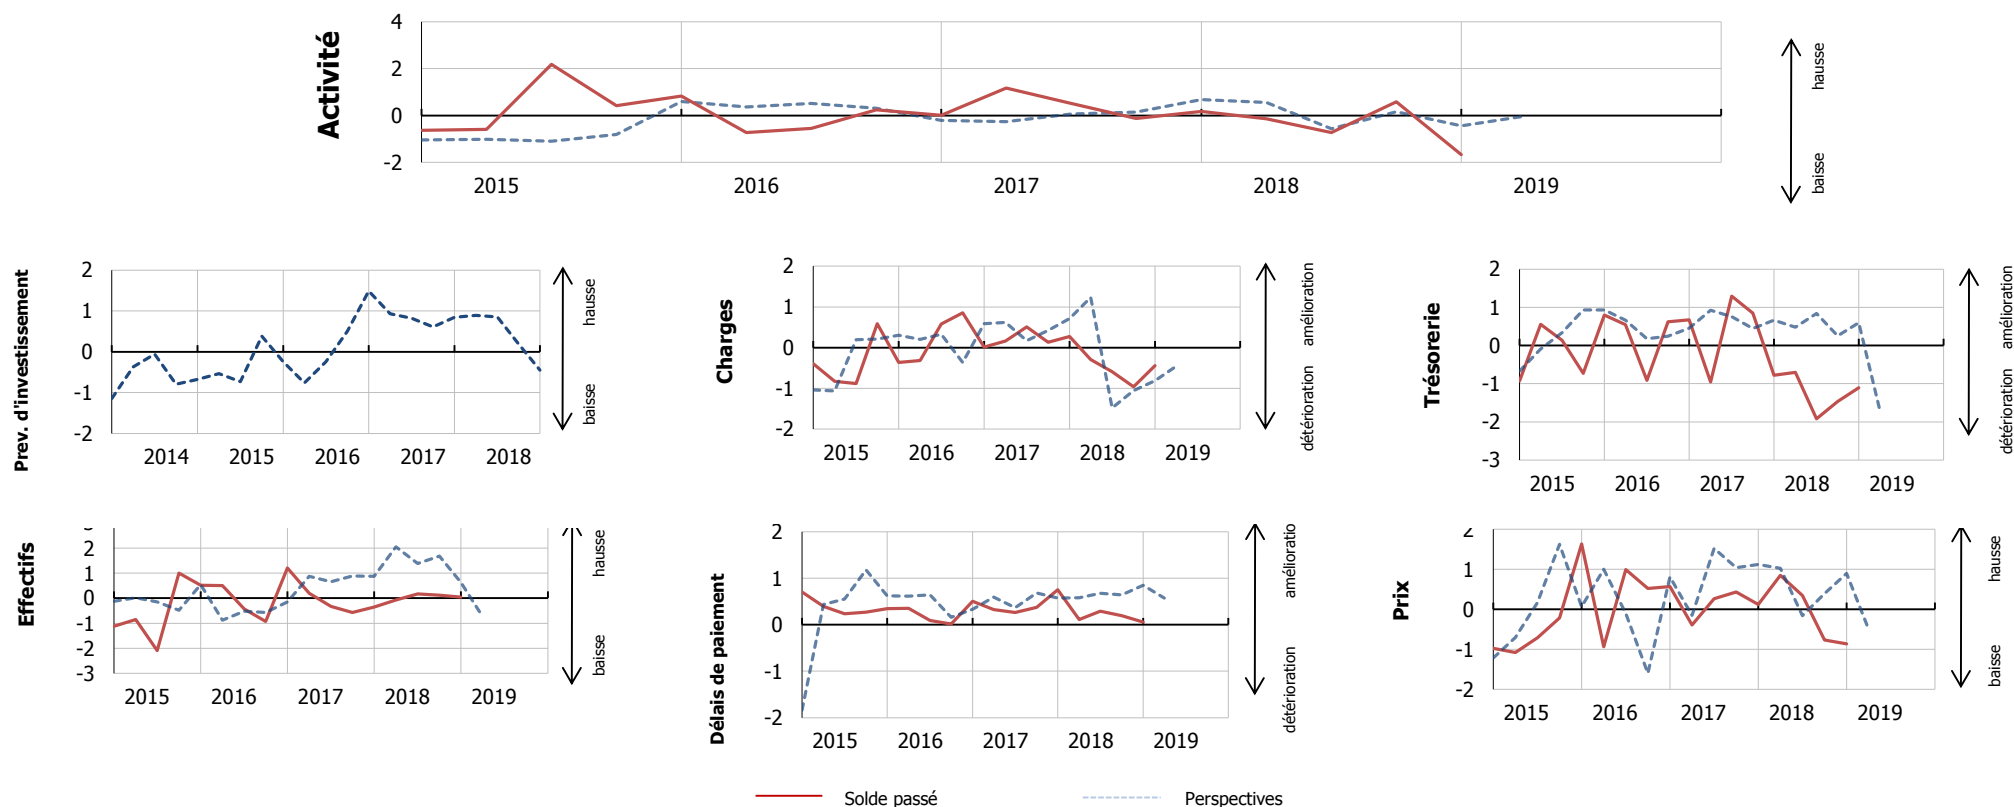 Activité
4
2
0
-2
2015 2016 2017 2018 2019
hausse
baisse
Prev. d'investissement
2
1
0
-1
-2
2014 2015 2016 2017 2018
hausse
baisse
Charges
2
1
0
-1
-2
2015 2016 2017 2018 2019
amélioration
détérioration
Trésorerie
2
1
0
-1
-2
-3
2015 2016 2017 2018 2019
amélioration
détérioration
Effectifs
2
1
0
-1
-2
-3
2015 2016 2017 2018 2019
hausse
baisse
Délais de paiement
2
1
0
-1
-2
2015 2016 2017 2018 2019
amélioratio
détérioration
Prix
2
1
0
-1
-2
2015 2016 2017 2018 2019
hausse
baisse
Solde passé Perspectives